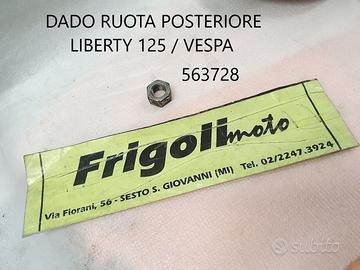 DADO RUOTA POSTERIORE
LIBERTY 125 / VESPA
563728
Frigolimoto
Via Fiorani, 56 - SESTO S. GIOVANNI (MI) Tel. 02/2247.3924
subito